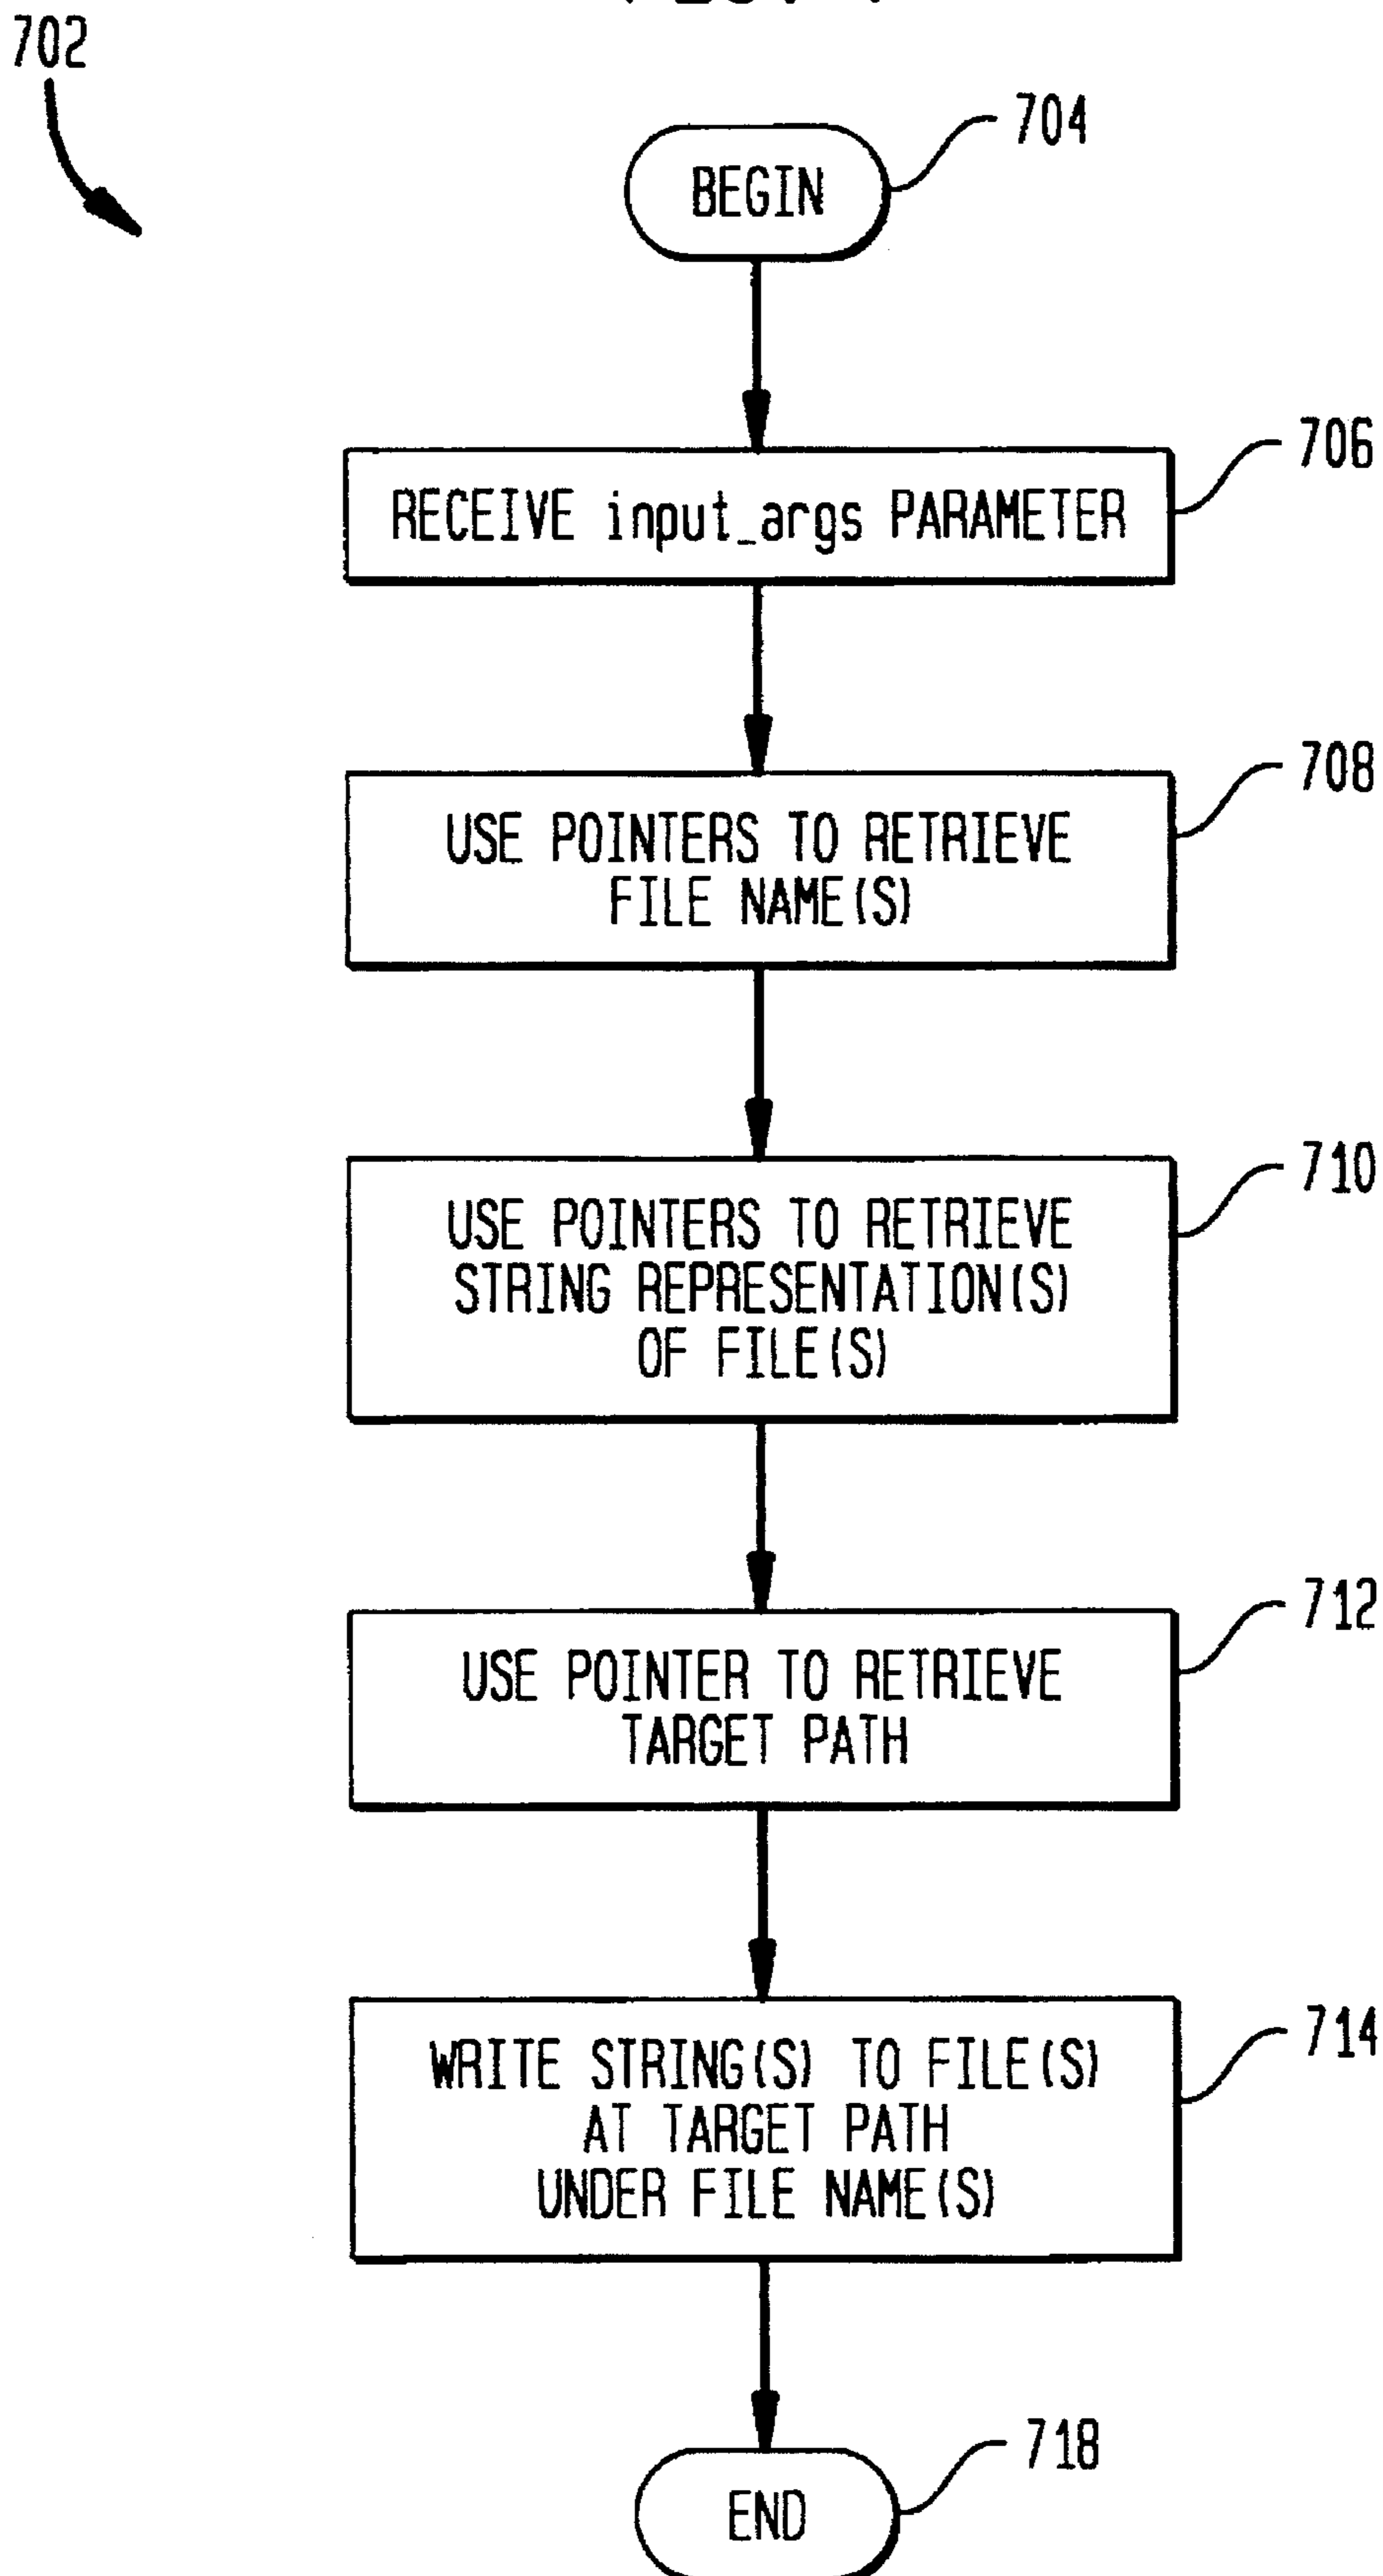 702
704
BEGIN
706
RECEIVE input_args PARAMETER
708
USE POINTERS TO RETRIEVE
FILE NAME(S)
710
USE POINTERS TO RETRIEVE
STRING REPRESENTATION(S)
OF FILE(S)
712
USE POINTER TO RETRIEVE
TARGET PATH
714
WRITE STRING(S) TO FILE(S)
AT TARGET PATH
UNDER FILE NAME(S)
718
END